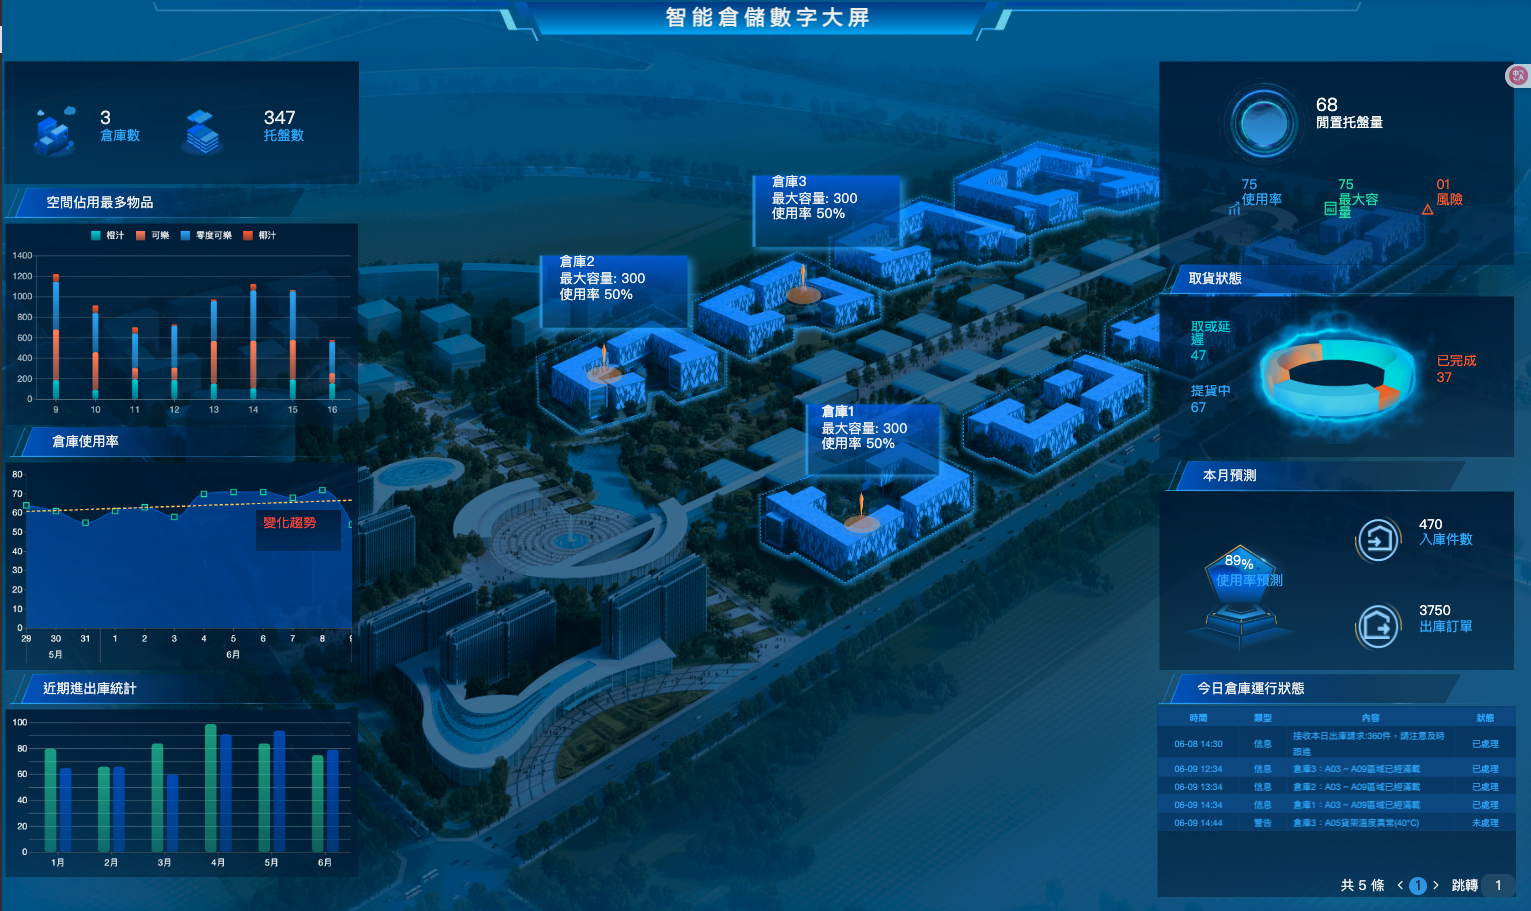 智能倉儲數字大屏
3
倉庫數
347
托盤數
空間佔用最多物品
橙汁 可樂 零度可樂 椰汁
1400
1200
1000
800
600
400
200
0
9 10 11 12 13 14 15 16
倉庫使用率
80
70
60
50
40
30
20
10
0
變化趨勢
29 30 31 1 2 3 4 5 6 7 8 9
5月 6月
近期進出庫統計
100
80
60
40
20
0
1月 2月 3月 4月 5月 6月
倉庫3
最大容量: 300
使用率 50%
倉庫2
最大容量: 300
使用率 50%
倉庫1
最大容量: 300
使用率 50%
68
閒置托盤量
75
使用率
75
最大容
量
01
風險
取貨狀態
取或延
遲
47
提貨中
67
已完成
37
本月預測
89%
使用率預測
470
入庫件數
3750
出庫訂單
今日倉庫運行狀態
時間 類型 內容 狀態
06-08 14:30 信息 接收本日出庫請求:360件，請注意及時
跟進 已處理
06-09 12:34 信息 倉庫3：A03 ~ A09區域已經滿載 已處理
06-09 13:34 信息 倉庫2：A03 ~ A09區域已經滿載 已處理
06-09 14:34 信息 倉庫1：A03 ~ A09區域已經滿載 已處理
06-09 14:44 警告 倉庫3：A05貨架溫度異常(40°C) 未處理
共 5 條 < 1 > 跳轉 1